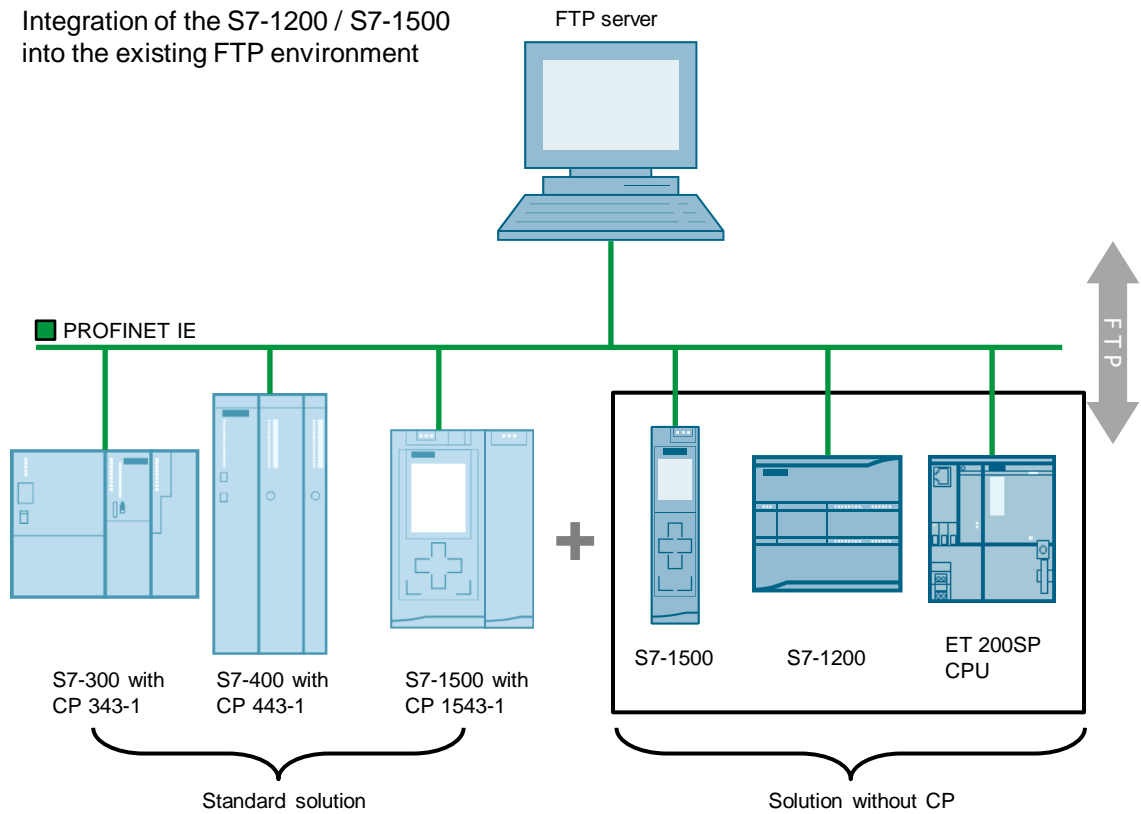 Integration of the S7-1200 / S7-1500
into the existing FTP environment
FTP server
PROFINET IE
FTP
S7-300 with
CP 343-1
S7-400 with
CP 443-1
S7-1500 with
CP 1543-1
S7-1500
S7-1200
ET 200SP
CPU
Standard solution
Solution without CP